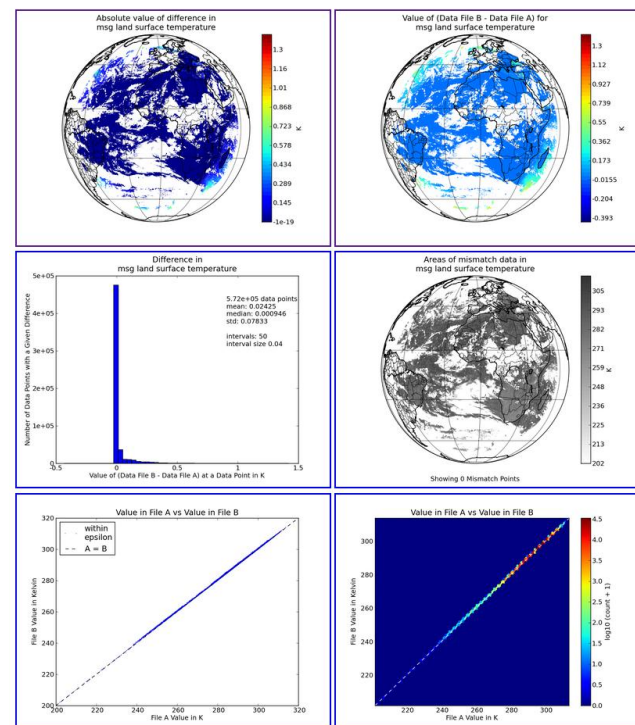 Absolute value of difference in
msg land surface temperature
1.3
1.16
1.01
0.868
0.723
0.578
0.434
0.289
0.145
-1e-19
K
Value of (Data File B - Data File A) for
msg land surface temperature
1.3
1.12
0.927
0.739
0.55
0.362
0.173
-0.0155
-0.204
-0.393
K
Difference in
msg land surface temperature
Number of Data Points with a Given Difference
5e+05
4e+05
3e+05
2e+05
1e+05
0
-0.5
0
0.5
1
1.5
5.72e+05 data points
mean: 0.02425
median: 0.000946
std: 0.07833
intervals: 50
interval size 0.04
Value of (Data File B - Data File A) at a Data Point in K
Areas of mismatch data in
msg land surface temperature
305
293
282
271
259
248
236
225
213
202
K
Showing 0 Mismatch Points
Value in File A vs Value in File B
within
epsilon
A = B
File B Value in Kelvin
320
300
280
260
240
220
200
200
220
240
260
280
300
320
File A Value in K
Value in File A vs Value in File B
File B Value in Kelvin
300
280
260
240
220
220
240
260
280
300
File A Value in K
4.5
4.0
3.5
3.0
2.5
2.0
1.5
1.0
0.5
0.0
log10 (count + 1)